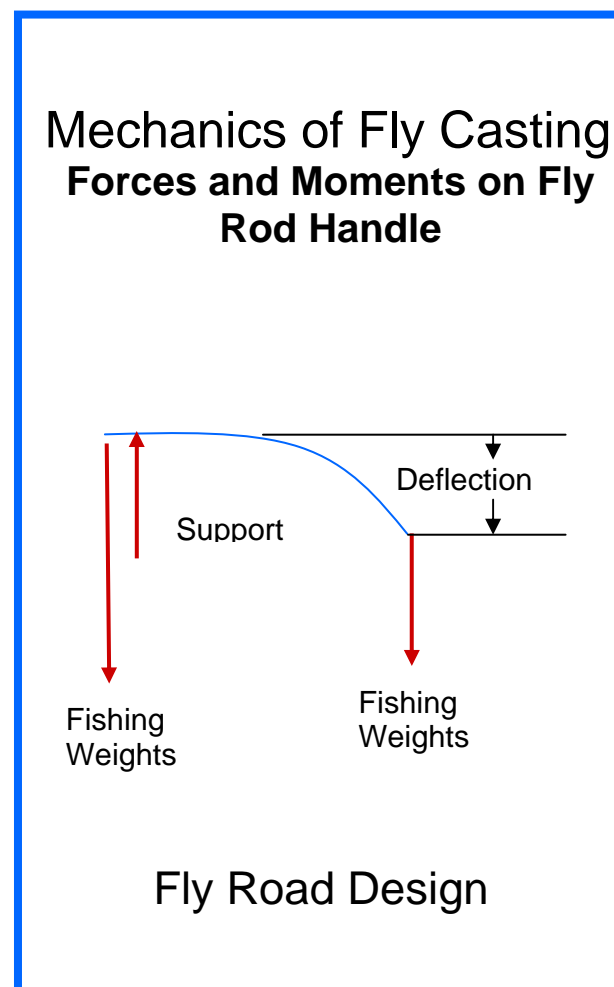 Mechanics of Fly Casting
Forces and Moments on Fly
Rod Handle
Deflection
Support
Fishing
Weights
Fishing
Weights
Fly Road Design